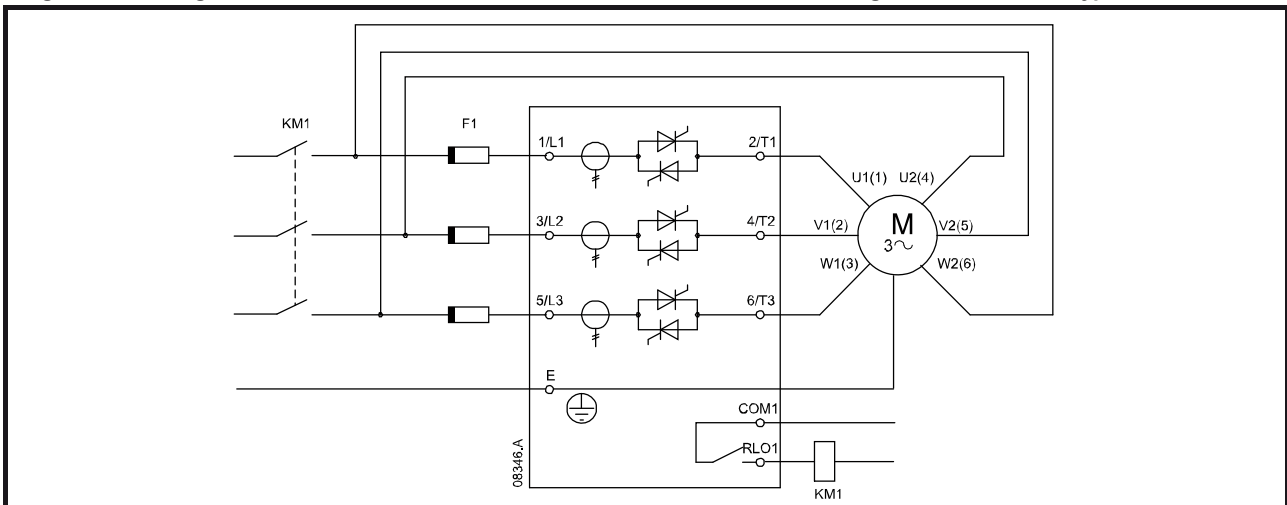 KM1
F1
1/L1
2/T1
U1(1) U2(4)
3/L2
4/T2
V1(2)
M
3~
V2(5)
W1(3)
W2(6)
5/L3
6/T3
E
COM1
RLO1
KM1
08346.A